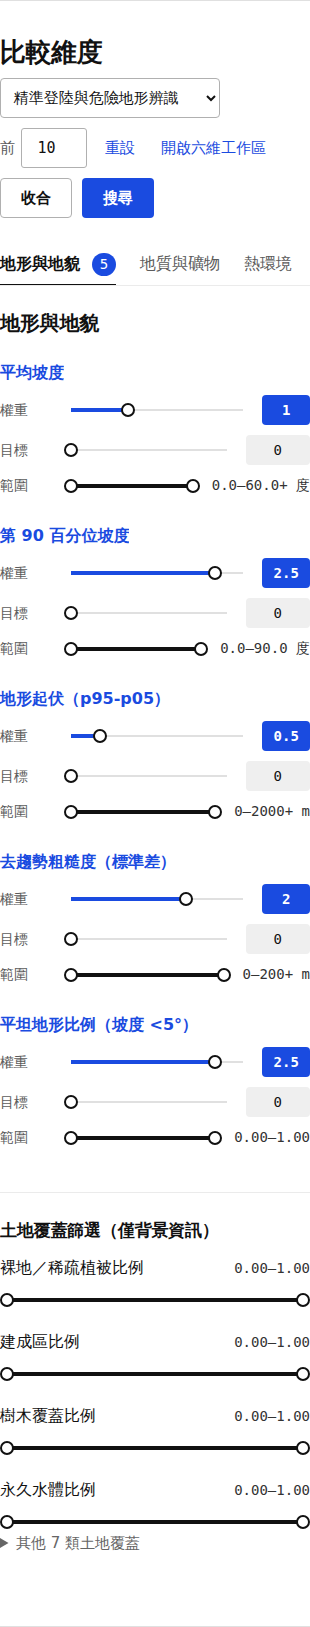 比較維度
精準登陸與危險地形辨識
前 10 重設 開啟六維工作區
收合 搜尋
地形與地貌 5 地質與礦物 熱環境
地形與地貌
平均坡度
權重 1
目標 0
範圍 0.0–60.0+ 度
第 90 百分位坡度
權重 2.5
目標 0
範圍 0.0–90.0 度
地形起伏（p95-p05）
權重 0.5
目標 0
範圍 0–2000+ m
去趨勢粗糙度（標準差）
權重 2
目標 0
範圍 0–200+ m
平坦地形比例（坡度 <5°）
權重 2.5
目標 0
範圍 0.00–1.00
土地覆蓋篩選（僅背景資訊）
裸地／稀疏植被比例 0.00–1.00
建成區比例 0.00–1.00
樹木覆蓋比例 0.00–1.00
永久水體比例 0.00–1.00
其他 7 類土地覆蓋